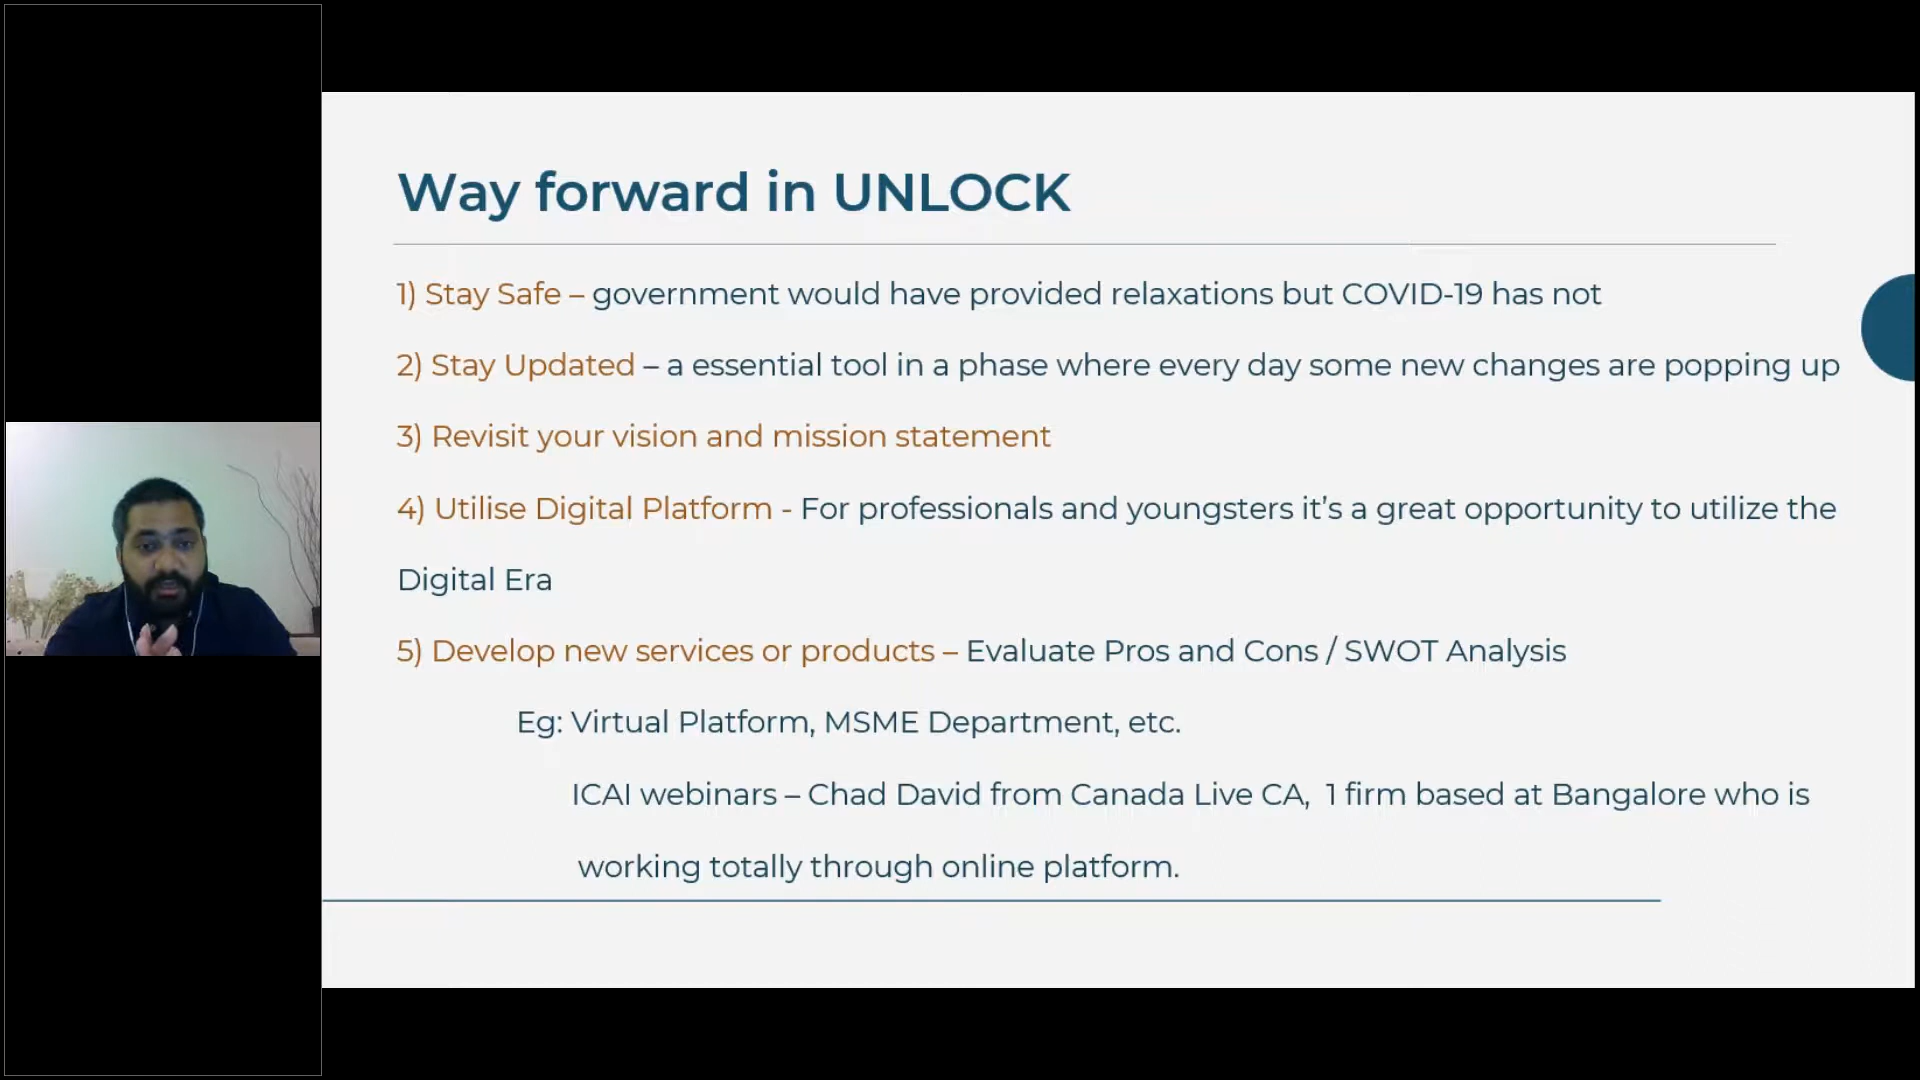 Way forward in UNLOCK
1) Stay Safe – government would have provided relaxations but COVID-19 has not
2) Stay Updated – a essential tool in a phase where every day some new changes are popping up
3) Revisit your vision and mission statement
4) Utilise Digital Platform - For professionals and youngsters it’s a great opportunity to utilize the
Digital Era
5) Develop new services or products – Evaluate Pros and Cons / SWOT Analysis
Eg: Virtual Platform, MSME Department, etc.
ICAI webinars – Chad David from Canada Live CA, 1 firm based at Bangalore who is
working totally through online platform.